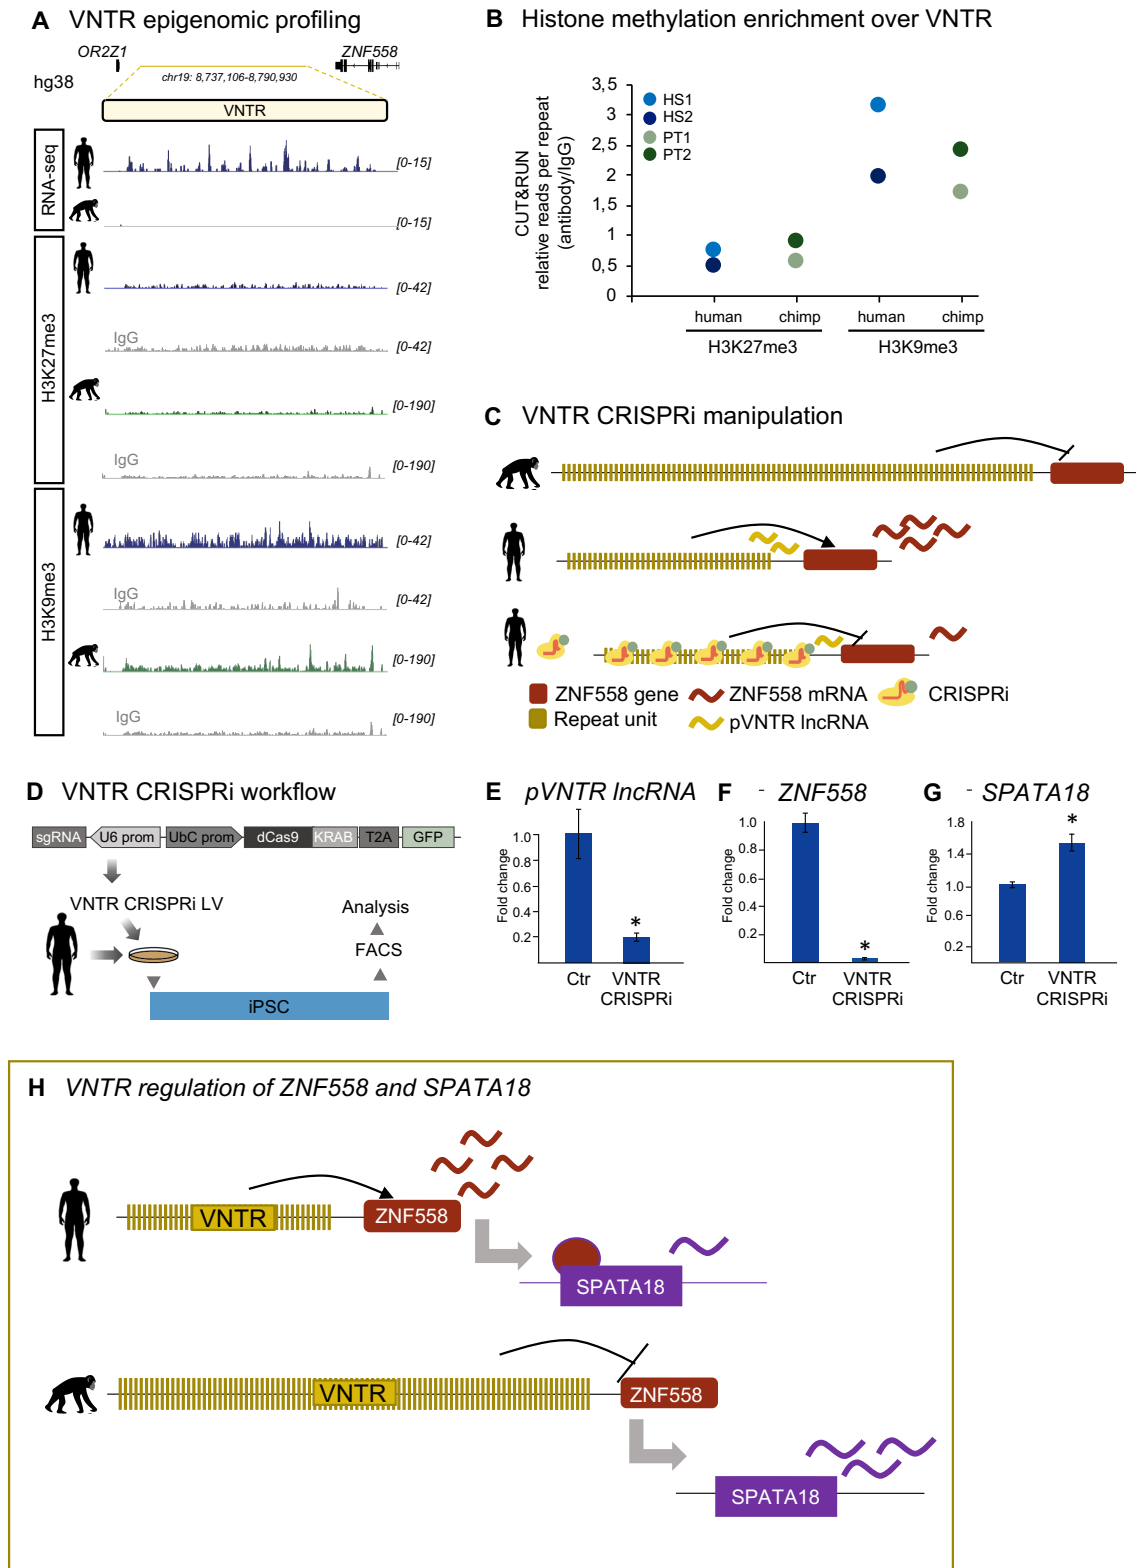 A VNTR epigenomic profiling
OR2Z1
ZNF558
hg38
chr19: 8,737,106-8,790,930
VNTR
RNA-seq
[0-15]
[0-15]
H3K27me3
[0-42]
IgG
[0-42]
[0-190]
IgG
[0-190]
H3K9me3
[0-42]
IgG
[0-42]
[0-190]
IgG
[0-190]
B Histone methylation enrichment over VNTR
CUT&RUN
relative reads per repeat
(antibody/IgG)
3,5
3
2,5
2
1,5
1
0,5
0
HS1
HS2
PT1
PT2
human chimp human chimp
H3K27me3 H3K9me3
C VNTR CRISPRi manipulation
ZNF558 gene ZNF558 mRNA CRISPRi
Repeat unit pVNTR lncRNA
D VNTR CRISPRi workflow
sgRNA U6 prom UbC prom dCas9 KRAB T2A GFP
VNTR CRISPRi LV
Analysis
FACS
iPSC
E pVNTR lncRNA
Fold change
1.0
0.8
0.6
0.4
0.2
*
Ctr VNTR
CRISPRi
F - ZNF558
Fold change
1.0
0.8
0.6
0.4
0.2
*
Ctr VNTR
CRISPRi
G - SPATA18
Fold change
1.8
1.4
1.0
0.6
0.2
*
Ctr VNTR
CRISPRi
H VNTR regulation of ZNF558 and SPATA18
VNTR
ZNF558
SPATA18
VNTR
ZNF558
SPATA18